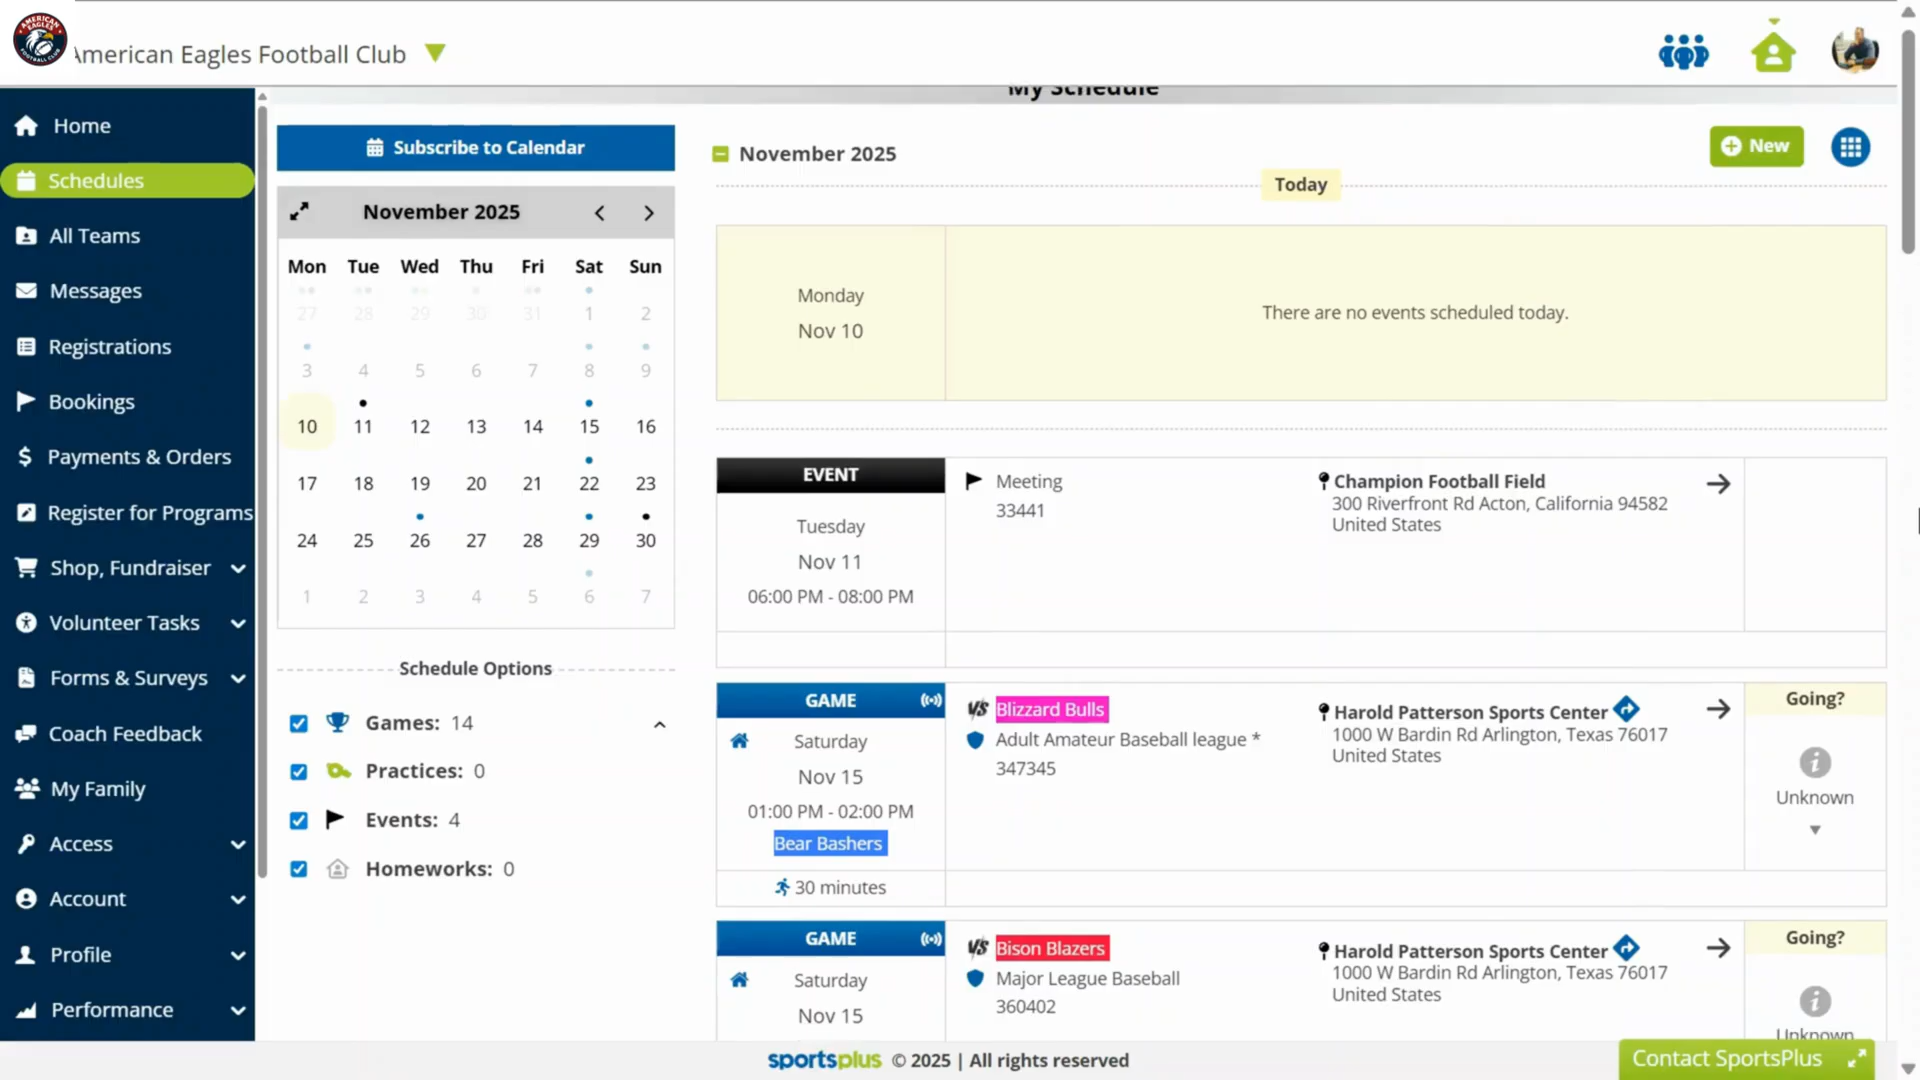 AMERICAN EAGLES
FOOTBALL CLUB
American Eagles Football Club
My Schedule
Home
Schedules
All Teams
Messages
Registrations
Bookings
$ Payments & Orders
Register for Programs
Shop, Fundraiser
Volunteer Tasks
Forms & Surveys
Coach Feedback
My Family
Access
Account
Profile
Performance
Subscribe to Calendar
November 2025
Mon Tue Wed Thu Fri Sat Sun
27 28 29 30 31 1 2
3 4 5 6 7 8 9
10 11 12 13 14 15 16
17 18 19 20 21 22 23
24 25 26 27 28 29 30
1 2 3 4 5 6 7
Schedule Options
Games: 14
Practices: 0
Events: 4
Homeworks: 0
November 2025
New
Today
Monday
Nov 10
There are no events scheduled today.
EVENT
Tuesday
Nov 11
06:00 PM - 08:00 PM
Meeting
33441
Champion Football Field
300 Riverfront Rd Acton, California 94582
United States
GAME
Saturday
Nov 15
01:00 PM - 02:00 PM
Bear Bashers
30 minutes
VS Blizzard Bulls
Adult Amateur Baseball league *
347345
Harold Patterson Sports Center
1000 W Bardin Rd Arlington, Texas 76017
United States
Going?
Unknown
GAME
Saturday
Nov 15
VS Bison Blazers
Major League Baseball
360402
Harold Patterson Sports Center
1000 W Bardin Rd Arlington, Texas 76017
United States
Going?
Unknown
sportsplus © 2025 | All rights reserved
Contact SportsPlus